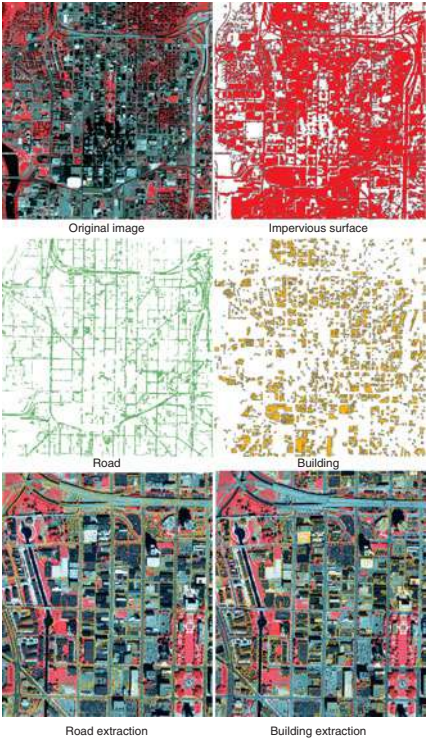 Original image
Impervious surface
Road
Building
Road extraction
Building extraction